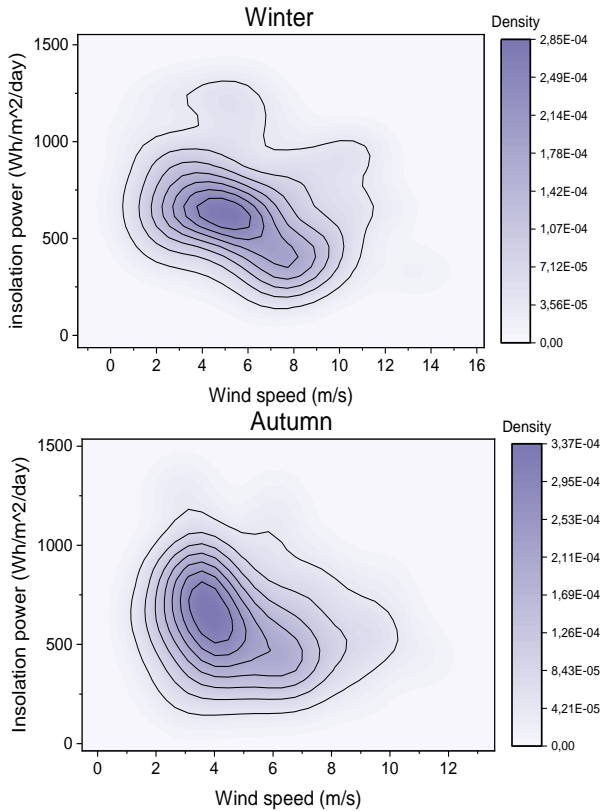 Winter
Density
insolation power (Wh/m^2/day)
1500
1000
500
0
0 2 4 6 8 10 12 14 16
Wind speed (m/s)
2,85E-04
2,49E-04
2,14E-04
1,78E-04
1,42E-04
1,07E-04
7,12E-05
3,56E-05
0,00
Autumn
Density
Insolation power (Wh/m^2/day)
1500
1000
500
0
0 2 4 6 8 10 12
Wind speed (m/s)
3,37E-04
2,95E-04
2,53E-04
2,11E-04
1,69E-04
1,26E-04
8,43E-05
4,21E-05
0,00